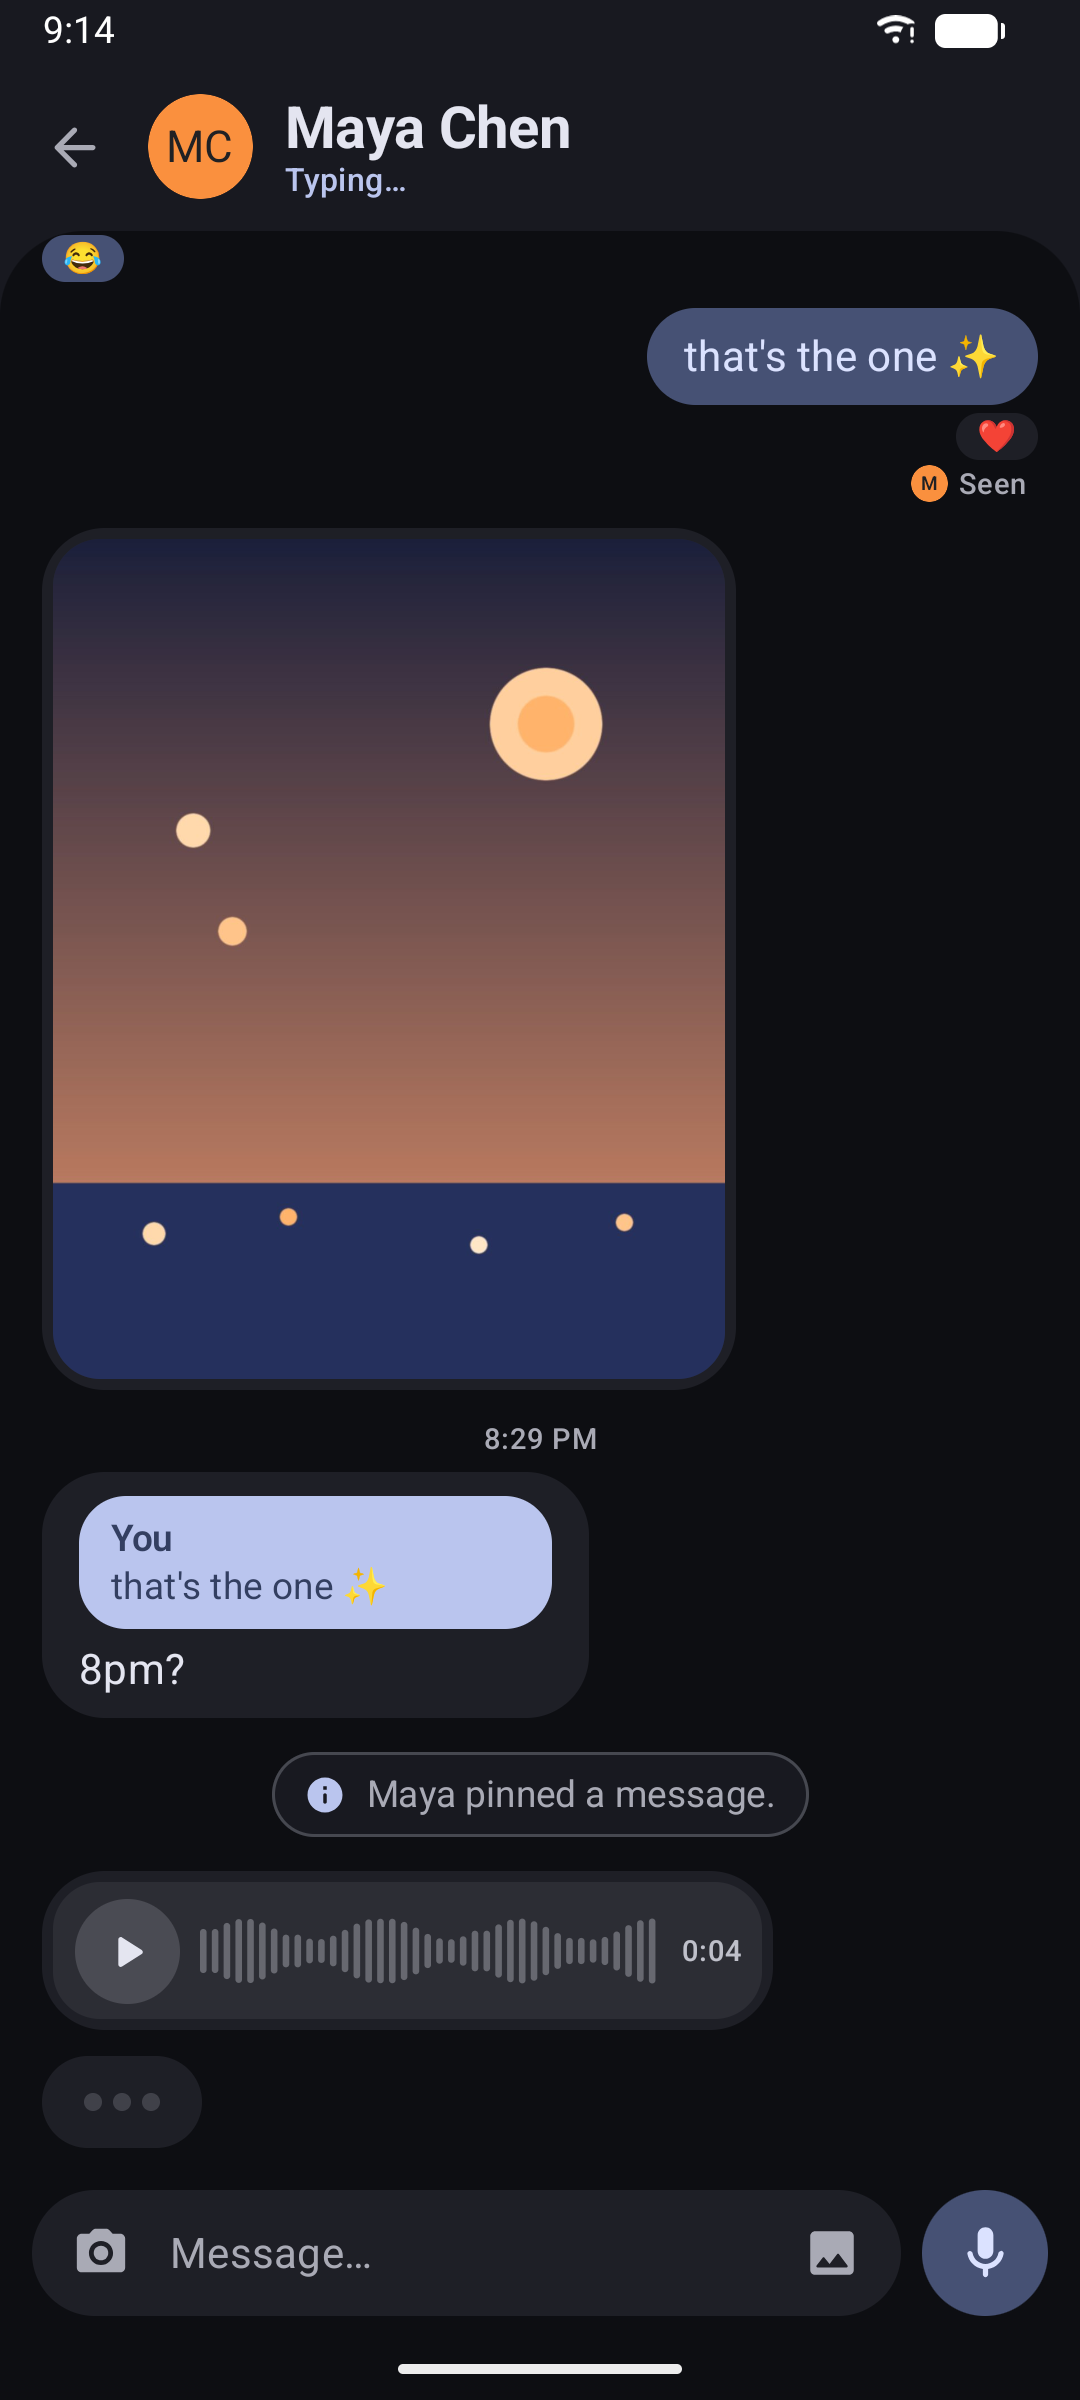 9:14
MC
Maya Chen
Typing…
😂
that's the one ✨
❤️
M Seen
8:29 PM
You
that's the one ✨
8pm?
Maya pinned a message.
0:04
Message…